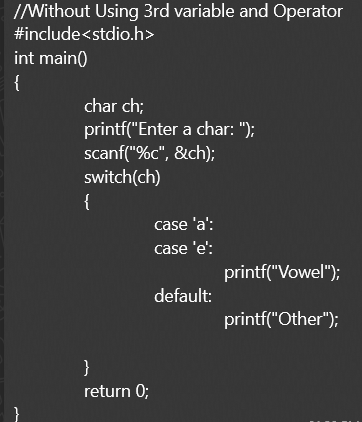 //Without Using 3rd variable and Operator
#include<stdio.h>
int main()
{
char ch;
printf("Enter a char: ");
scanf("%c", &ch);
switch(ch)
{
case 'a':
case 'e':
printf("Vowel");
default:
printf("Other");
}
return 0;
}